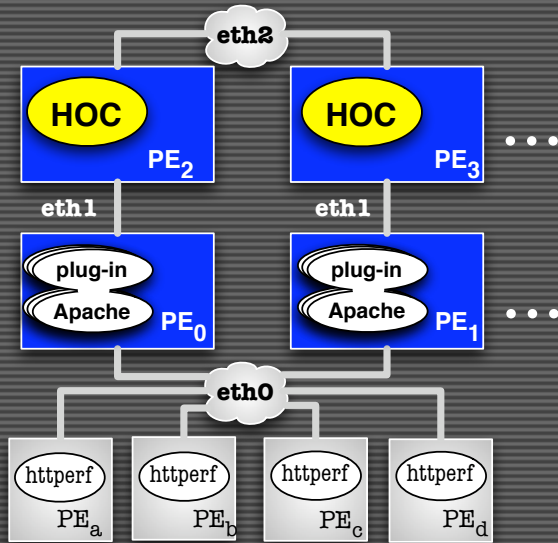 eth2
HOC
PE2
HOC
PE3
...
eth1
eth1
plug-in
Apache
PE0
plug-in
Apache
PE1
...
eth0
httperf
PEa
httperf
PEb
httperf
PEc
httperf
PEd